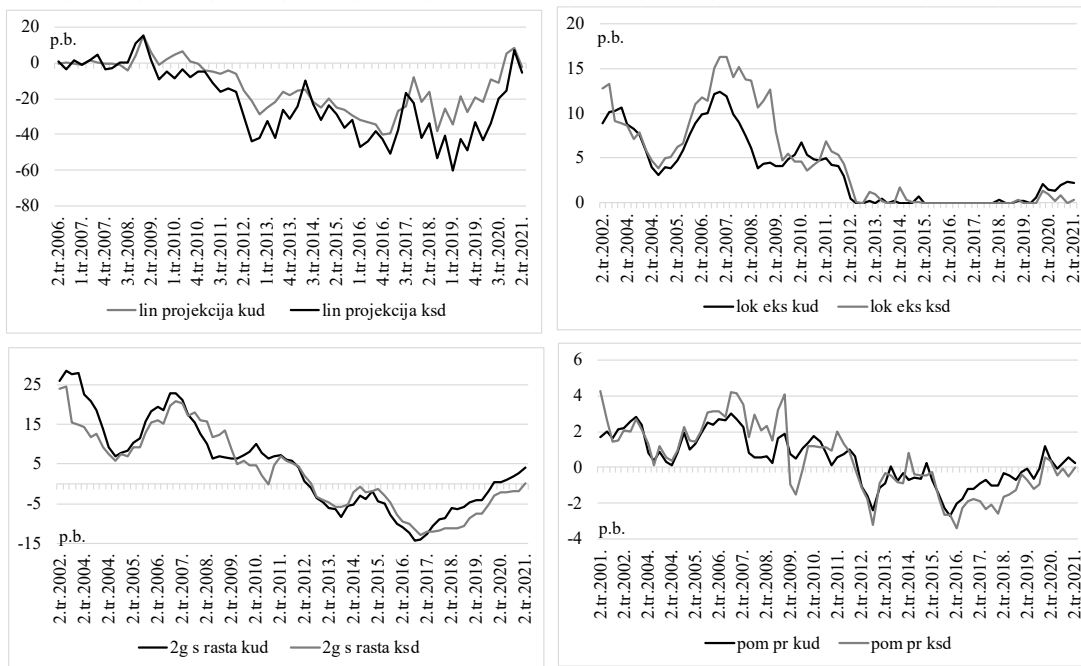 20
0
-20
-40
-60
-80
p.b.
2.tr.2006.
1.tr.2007.
4.tr.2007.
3.tr.2008.
2.tr.2009.
1.tr.2010.
4.tr.2010.
3.tr.2011.
2.tr.2012.
1.tr.2013.
4.tr.2013.
3.tr.2014.
2.tr.2015.
1.tr.2016.
4.tr.2016.
3.tr.2017.
2.tr.2018.
1.tr.2019.
4.tr.2019.
3.tr.2020.
2.tr.2021.
lin projekcija kud
lin projekcija ksd
20
15
10
5
0
p.b.
2.tr.2002.
2.tr.2004.
2.tr.2005.
2.tr.2006.
2.tr.2007.
2.tr.2008.
2.tr.2009.
2.tr.2010.
2.tr.2011.
2.tr.2012.
2.tr.2013.
2.tr.2014.
2.tr.2015.
2.tr.2016.
2.tr.2017.
2.tr.2018.
2.tr.2019.
2.tr.2020.
2.tr.2021.
lok eks kud
lok eks ksd
25
15
5
-5
-15
p.b.
2.tr.2002.
2.tr.2004.
2.tr.2005.
2.tr.2006.
2.tr.2007.
2.tr.2008.
2.tr.2009.
2.tr.2010.
2.tr.2011.
2.tr.2012.
2.tr.2013.
2.tr.2014.
2.tr.2015.
2.tr.2016.
2.tr.2017.
2.tr.2018.
2.tr.2019.
2.tr.2020.
2.tr.2021.
2g s rasta kud
2g s rasta ksd
6
4
2
0
-2
-4
p.b.
2.tr.2001.
2.tr.2002.
2.tr.2004.
2.tr.2005.
2.tr.2006.
2.tr.2007.
2.tr.2008.
2.tr.2009.
2.tr.2010.
2.tr.2011.
2.tr.2012.
2.tr.2013.
2.tr.2014.
2.tr.2015.
2.tr.2016.
2.tr.2017.
2.tr.2018.
2.tr.2019.
2.tr.2020.
2.tr.2021.
pom pr kud
pom pr ksd